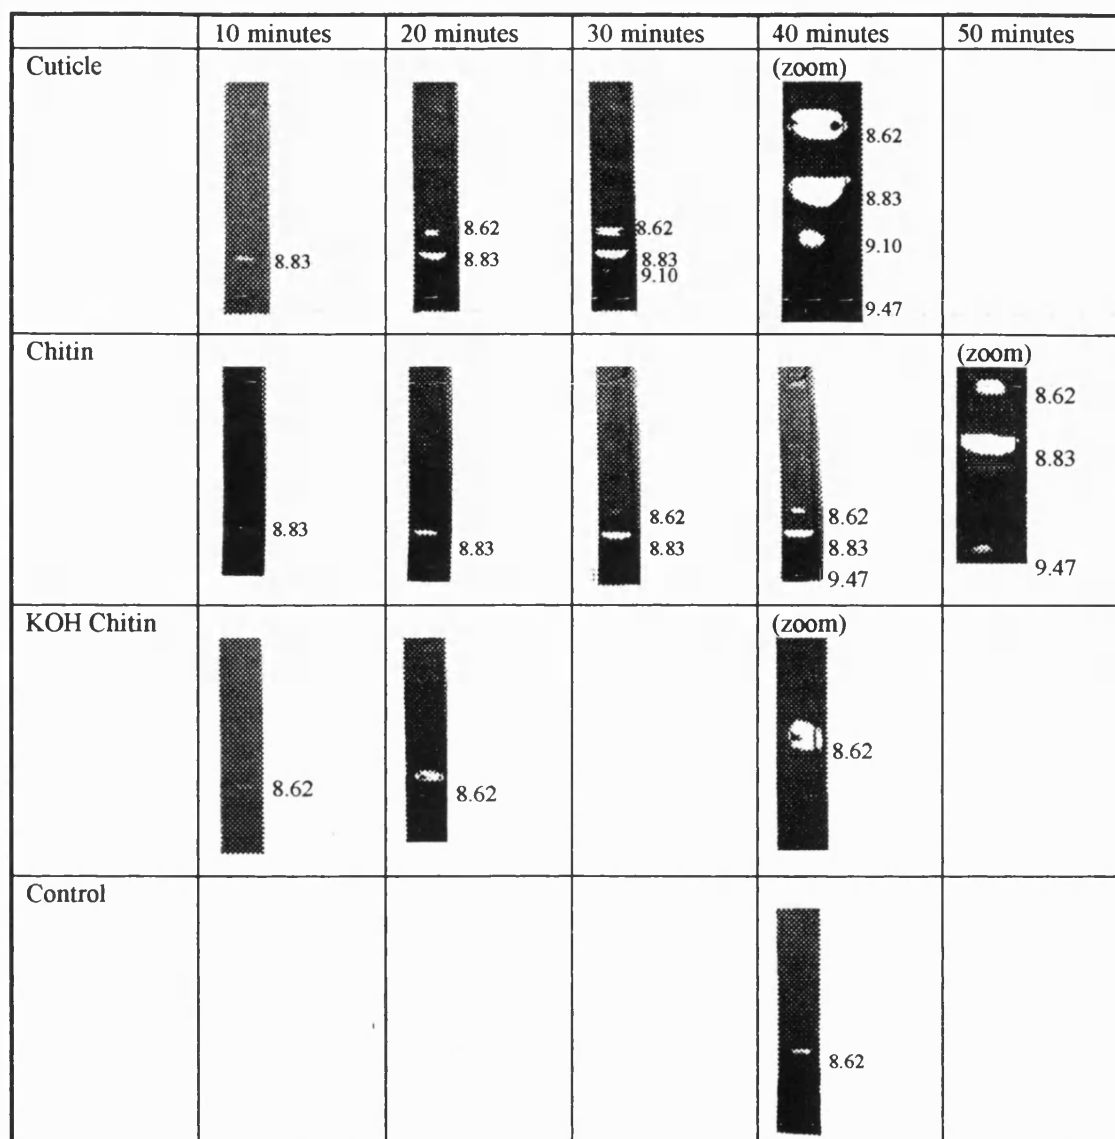 10 minutes 20 minutes 30 minutes 40 minutes 50 minutes
Cuticle (zoom)
8.62
8.83
8.62 8.62
8.83 8.83 8.83
9.10 9.10
9.47
Chitin (zoom)
8.62
8.83
8.62 8.62
8.83 8.83 8.83 8.83
9.47 9.47
KOH Chitin (zoom)
8.62
8.62 8.62
Control
8.62